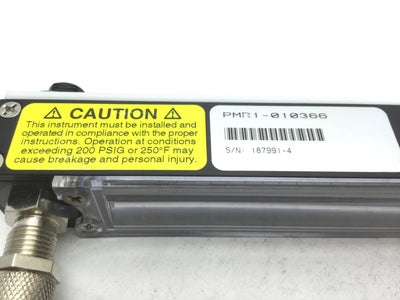 ⚠ CAUTION ⚠
This instrument must be installed and
operated in compliance with the proper
instructions. Operation at conditions
exceeding 200 PSIG or 250°F may
cause breakage and personal injury.
PMR1-010366
S/N: 187991-4